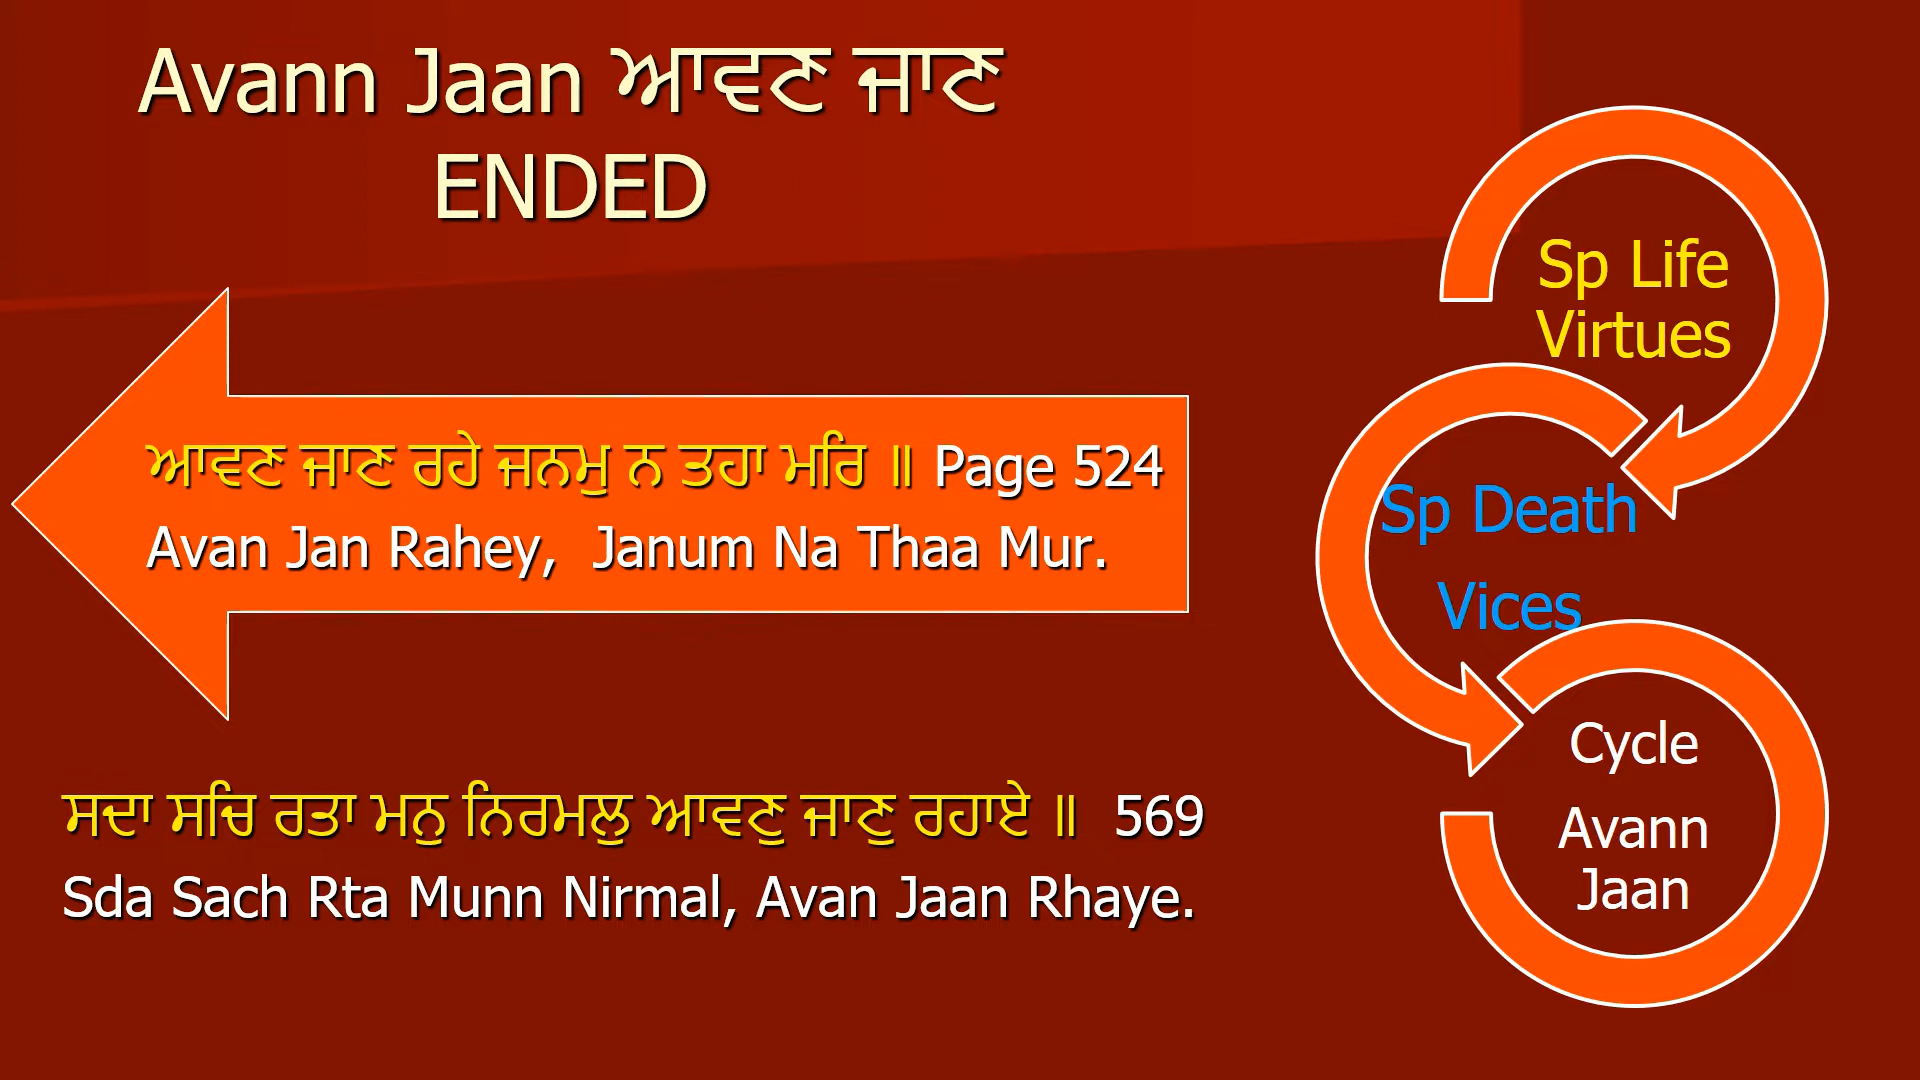 Avann Jaan ਆਵਣ ਜਾਣ
ENDED
ਆਵਣ ਜਾਣ ਰਹੇ ਜਨਮੁ ਨ ਤਹਾ ਮਰਿ ॥ Page 524
Avan Jan Rahey, Janum Na Thaa Mur.
ਸਦਾ ਸਚਿ ਰਤਾ ਮਨੁ ਨਿਰਮਲੁ ਆਵਣੁ ਜਾਣੁ ਰਹਾਏ ॥ 569
Sda Sach Rta Munn Nirmal, Avan Jaan Rhaye.
Sp Life
Virtues
Sp Death
Vices
Cycle
Avann
Jaan